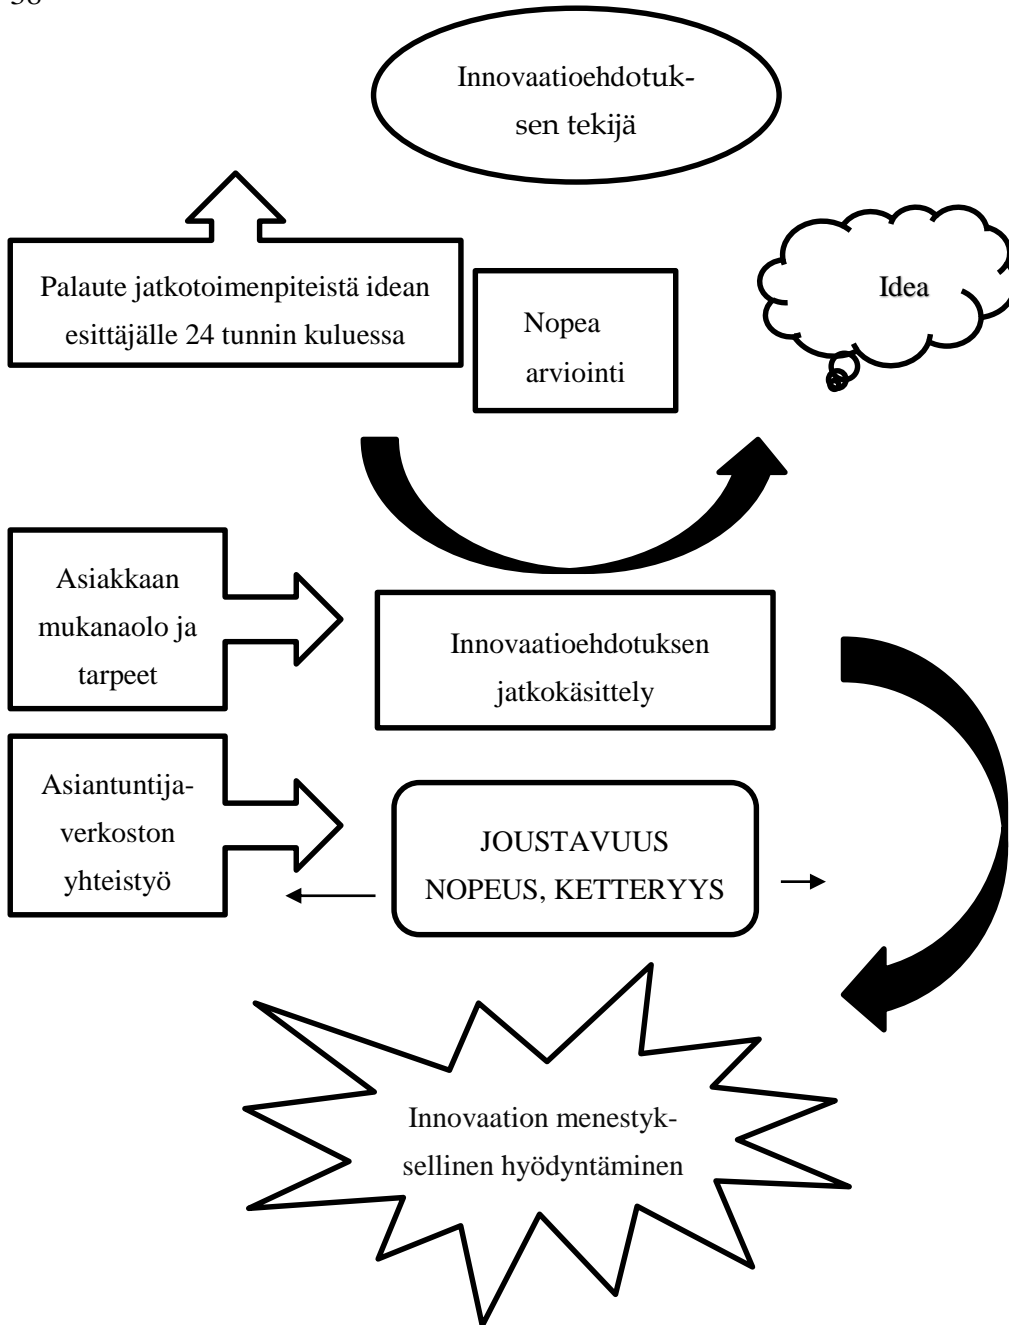 Innovaatioehdotuk-
sen tekijä
Palaute jatkotoimenpiteistä idean
esittäjälle 24 tunnin kuluessa
Nopea
arviointi
Idea
Asiakkaan
mukanaolo ja
tarpeet
Innovaatioehdotuksen
jatkokäsittely
Asiantuntija-
verkoston
yhteistyö
JOUSTAVUUS
NOPEUS, KETTERYYS
Innovaation menestyk-
sellinen hyödyntäminen